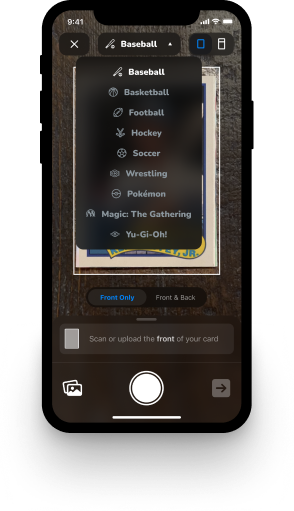 9:41
Baseball
Baseball
Basketball
Football
Hockey
Soccer
Wrestling
Pokémon
Magic: The Gathering
Yu-Gi-Oh!
JR.
Front Only
Front & Back
Scan or upload the front of your card